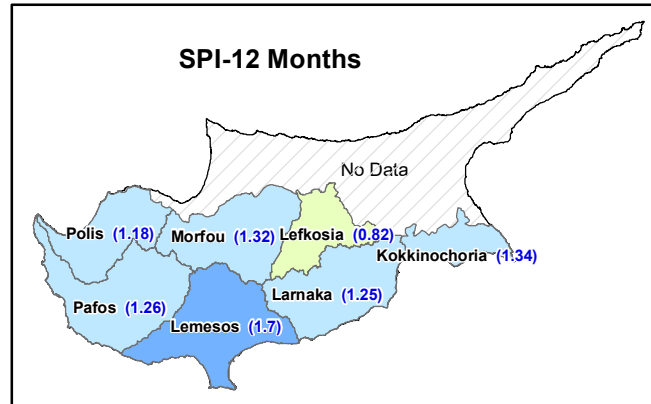 SPI-12 Months
No Data
Polis (1.18)
Morfou (1.32)
Lefkosia (0.82)
Kokkinochoria (1.34)
Pafos (1.26)
Larnaka (1.25)
Lemesos (1.7)